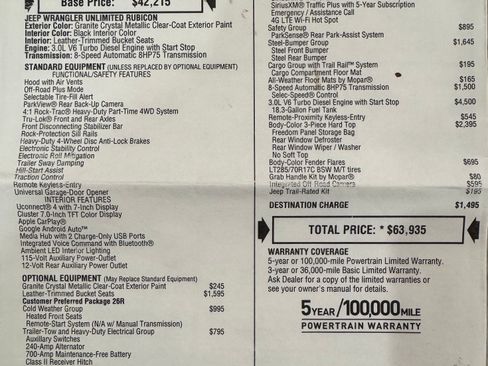 Base Price: $42,215
JEEP WRANGLER UNLIMITED RUBICON
Exterior Color: Granite Crystal Metallic Clear-Coat Exterior Paint
Interior Color: Black Interior Color
Interior: Leather-Trimmed Bucket Seats
Engine: 3.0L V6 Turbo Diesel Engine with Start Stop
Transmission: 8-Speed Automatic 8HP75 Transmission
STANDARD EQUIPMENT (UNLESS REPLACED BY OPTIONAL EQUIPMENT)
FUNCTIONAL/SAFETY FEATURES
Hood with Air Vents
Off-Road Plus Mode
Selectable Tire-Fill Alert
ParkView® Rear Back-Up Camera
4:1 Rock-Trac® Heavy-Duty Part-Time 4WD System
Tru-Lok® Front and Rear Axles
Front Disconnecting Stabilizer Bar
Rock-Protection Sill Rails
Heavy-Duty 4-Wheel Disc Anti-Lock Brakes
Electronic Stability Control
Electronic Roll Mitigation
Trailer Sway Damping
Hill-Start Assist
Traction Control
Remote Keyless-Entry
Universal Garage-Door Opener
INTERIOR FEATURES
Uconnect® 4 with 7-Inch Display
Cluster 7.0-Inch TFT Color Display
Apple CarPlay®
Google Android Auto™
Media Hub with 2 Charge-Only USB Ports
Integrated Voice Command with Bluetooth®
Ambient LED Interior Lighting
115-Volt Auxiliary Power-Outlet
12-Volt Rear Auxiliary Power-Outlet
OPTIONAL EQUIPMENT (May Replace Standard Equipment)
Granite Crystal Metallic Clear-Coat Exterior Paint $245
Leather-Trimmed Bucket Seats $1,595
Customer Preferred Package 26R
Cold Weather Group $995
Heated Front Seats
Remote-Start System (N/A w/ Manual Transmission)
Trailer-Tow and Heavy-Duty Electrical Group $795
Auxiliary Switches
240-Amp Alternator
700-Amp Maintenance-Free Battery
Class II Receiver Hitch
SiriusXM® Traffic Plus with 5-Year Subscription
Emergency / Assistance Call
4G LTE Wi-Fi Hot Spot
Safety Group $895
ParkSense® Rear Park-Assist System
Steel-Bumper Group $1,645
Steel Front Bumper
Steel Rear Bumper
Cargo Group with Trail Rail™ System $195
Cargo Compartment Floor Mat
All-Weather Floor Mats by Mopar® $165
8-Speed Automatic 8HP75 Transmission $1,500
Selec-Speed® Control
3.0L V6 Turbo Diesel Engine with Start Stop $4,500
18.3-Gallon Fuel Tank
Remote-Proximity Keyless-Entry $545
Body-Color 3-Piece Hard Top $2,395
Freedom Panel Storage Bag
Rear Window Defroster
Rear Window Wiper / Washer
No Soft Top
Body-Color Fender Flares $695
LT285/70R17C BSW M/T tires
Grab Handle Kit by Mopar® $80
Integrated Off-Road Camera $595
Jeep Trail-Rated Kit $195
DESTINATION CHARGE $1,495
TOTAL PRICE: * $63,935
WARRANTY COVERAGE
5-year or 100,000-mile Powertrain Limited Warranty.
3-year or 36,000-mile Basic Limited Warranty.
Ask Dealer for a copy of the limited warranties or
see your owner's manual for details.
5YEAR/100,000MILE
POWERTRAIN WARRANTY